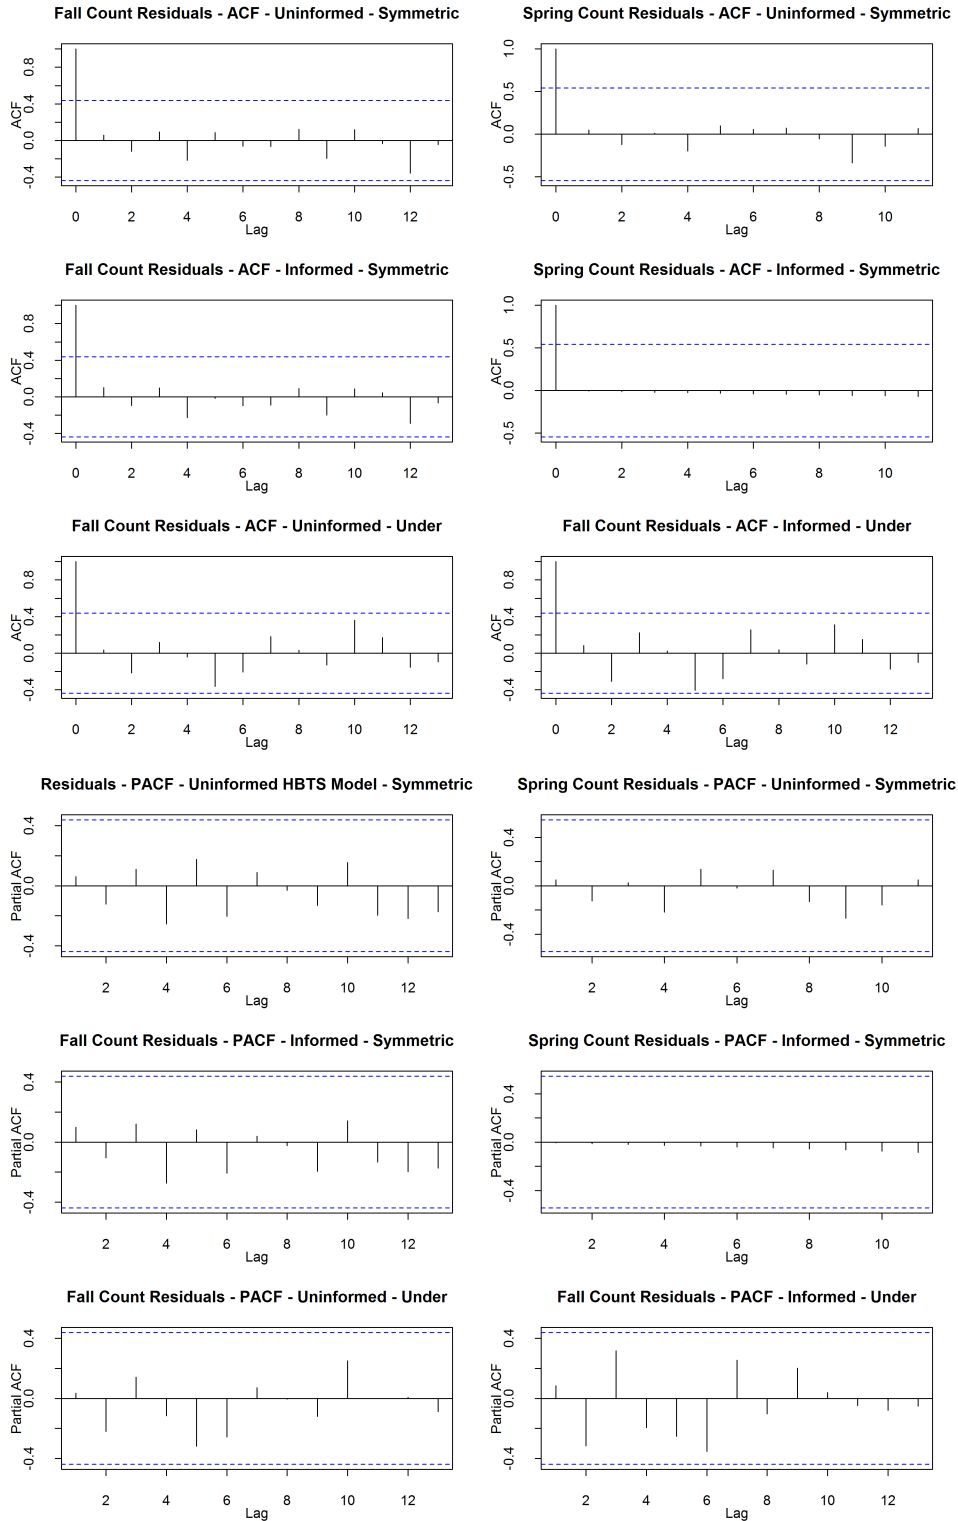 Fall Count Residuals - ACF - Uninformed - Symmetric
ACF
-0.4 0.0 0.4 0.8
0 2 4 6 8 10 12
Lag
Spring Count Residuals - ACF - Uninformed - Symmetric
ACF
-0.5 0.0 0.5 1.0
0 2 4 6 8 10
Lag
Fall Count Residuals - ACF - Informed - Symmetric
ACF
-0.4 0.0 0.4 0.8
0 2 4 6 8 10 12
Lag
Spring Count Residuals - ACF - Informed - Symmetric
ACF
-0.5 0.0 0.5 1.0
0 2 4 6 8 10
Lag
Fall Count Residuals - ACF - Uninformed - Under
ACF
-0.4 0.0 0.4 0.8
0 2 4 6 8 10 12
Lag
Fall Count Residuals - ACF - Informed - Under
ACF
-0.4 0.0 0.4 0.8
0 2 4 6 8 10 12
Lag
Residuals - PACF - Uninformed HBTS Model - Symmetric
Partial ACF
-0.4 0.0 0.4
2 4 6 8 10 12
Lag
Spring Count Residuals - PACF - Uninformed - Symmetric
Partial ACF
-0.4 0.0 0.4
2 4 6 8 10
Lag
Fall Count Residuals - PACF - Informed - Symmetric
Partial ACF
-0.4 0.0 0.4
2 4 6 8 10 12
Lag
Spring Count Residuals - PACF - Informed - Symmetric
Partial ACF
-0.4 0.0 0.4
2 4 6 8 10
Lag
Fall Count Residuals - PACF - Uninformed - Under
Partial ACF
-0.4 0.0 0.4
2 4 6 8 10 12
Lag
Fall Count Residuals - PACF - Informed - Under
Partial ACF
-0.4 0.0 0.4
2 4 6 8 10 12
Lag